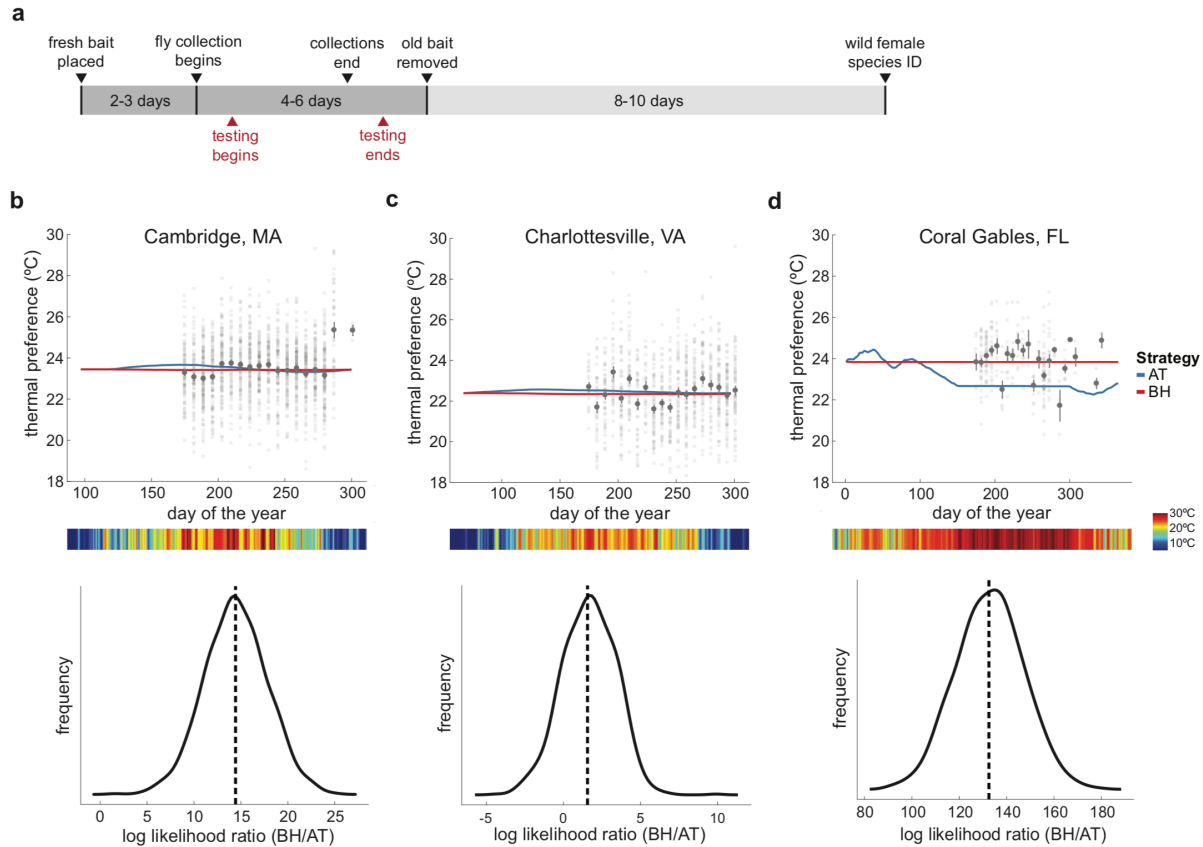 a
fresh bait
placed
fly collection
begins
collections
end
old bait
removed
wild female
species ID
2-3 days
4-6 days
8-10 days
testing
begins
testing
ends
b
Cambridge, MA
thermal preference (ºC)
30
28
26
24
22
20
18
100
150
200
250
300
day of the year
c
Charlottesville, VA
thermal preference (ºC)
30
28
26
24
22
20
18
100
150
200
250
300
day of the year
d
Coral Gables, FL
thermal preference (ºC)
30
28
26
24
22
20
18
0
100
200
300
day of the year
Strategy
AT
BH
30ºC
20ºC
10ºC
frequency
0
5
10
15
20
25
log likelihood ratio (BH/AT)
frequency
-5
0
5
10
log likelihood ratio (BH/AT)
frequency
80
100
120
140
160
180
log likelihood ratio (BH/AT)